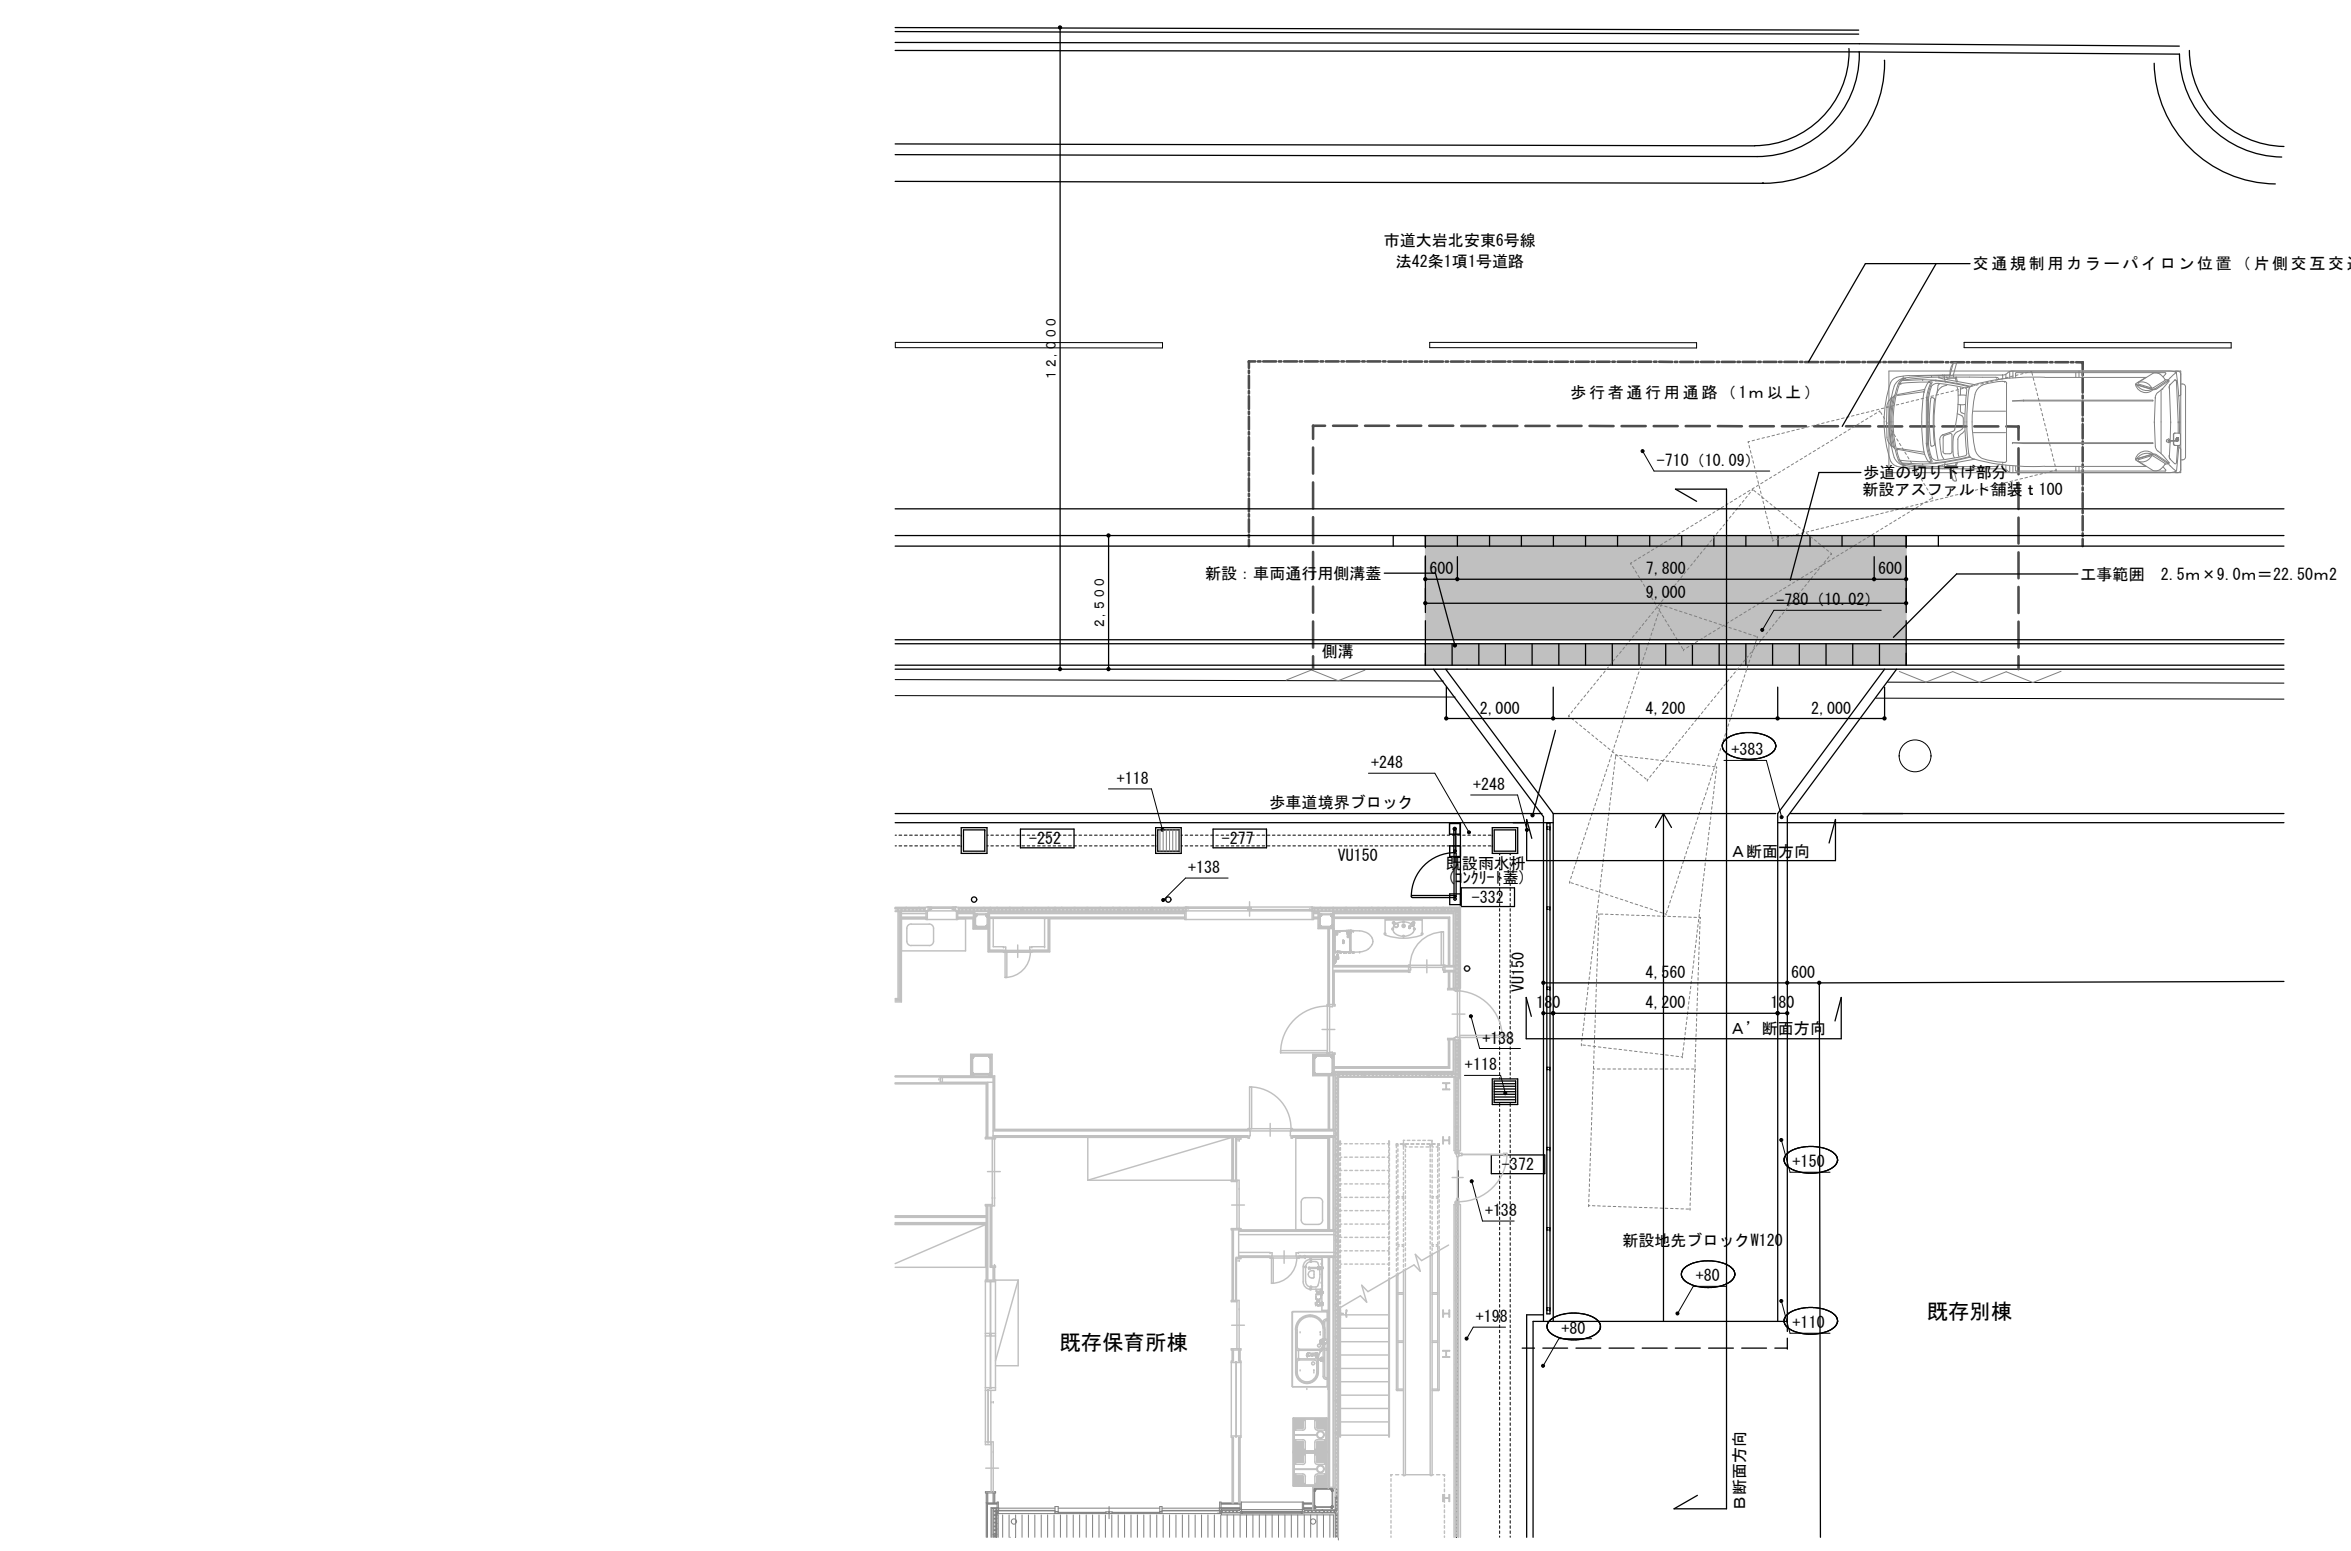 市道大岩北安東6号線
法42条1項1号道路
交通規制用カラーパイロン位置（片側交互交
12,000
歩行者通行用通路（1m以上）
-710（10.09）
歩道の切り下げ部分
新設アスファルト舗装ｔ100
新設：車両通行用側溝蓋
600
7,800
600
工事範囲　2.5m×9.0m＝22.50m2
9,000
-780（10.02）
2,500
側溝
2,000
4,200
2,000
+383
+248
+248
+118
歩車道境界ブロック
-252
-277
VU150
+138
既設雨水枡
（ｺﾝｸﾘｰﾄ蓋）
-332
A断面方向
VU150
4,560
600
180
4,200
180
A’断面方向
+138
+118
-372
+150
+138
新設地先ブロックW120
+80
+198
+80
+110
既存別棟
既存保育所棟
B断面方向